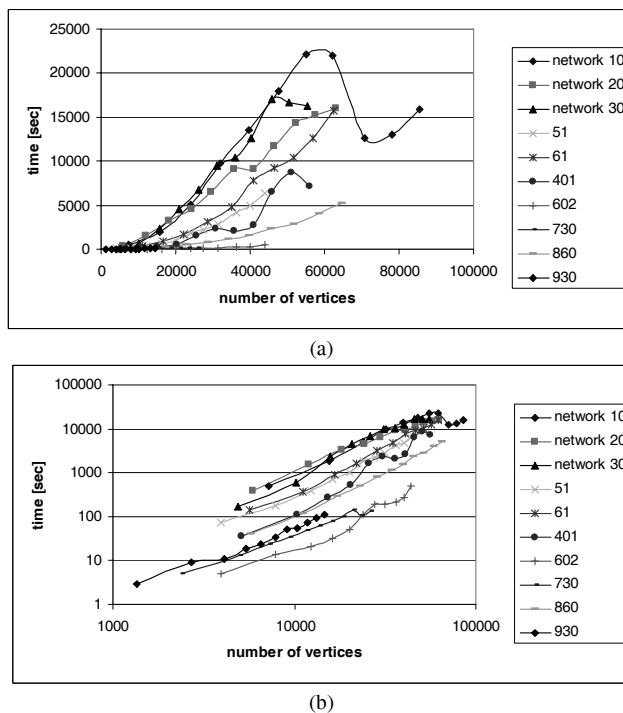 25000
20000
15000
10000
5000
0
time [sec]
0 20000 40000 60000 80000 100000
number of vertices
network 10
network 20
network 30
51
61
401
602
730
860
930
(a)
100000
10000
1000
100
10
1
time [sec]
1000 10000 100000
number of vertices
network 10
network 20
network 30
51
61
401
602
730
860
930
(b)